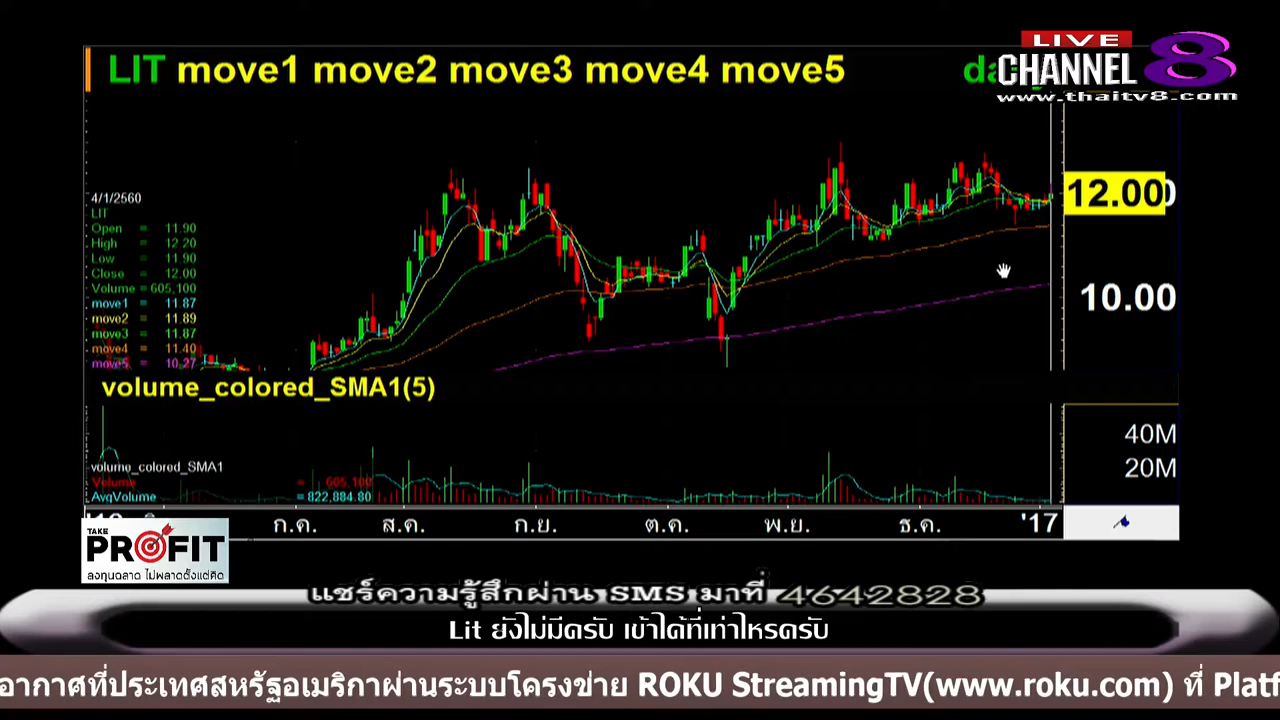 LIT move1 move2 move3 move4 move5
LIVE
CHANNEL 8
www.thaitv8.com
4/1/2560
LIT
Open = 11.90
High = 12.20
Low = 11.90
Close = 12.00
Volume = 605,100
move1 = 11.87
move2 = 11.89
move3 = 11.87
move4 = 11.40
move5 = 10.27
12.00
10.00
volume_colored_SMA1(5)
40M
20M
volume_colored_SMA1
Volume = 605,100
AvgVolume = 822,884.80
ก.ค. ส.ค. ก.ย. ต.ค. พ.ย. ธ.ค. '17
TAKE
PROFIT
ลงทุนฉลาด ไม่พลาดตั้งแต่คิด
แชร์ความรู้สึกผ่าน SMS มาที่ 4642828
Lit ยังไม่มีครับ เข้าได้ที่เท่าไหรครับ
อากาศที่ประเทศสหรัฐอเมริกาผ่านระบบโครงข่าย ROKU StreamingTV(www.roku.com) ที่ Platf